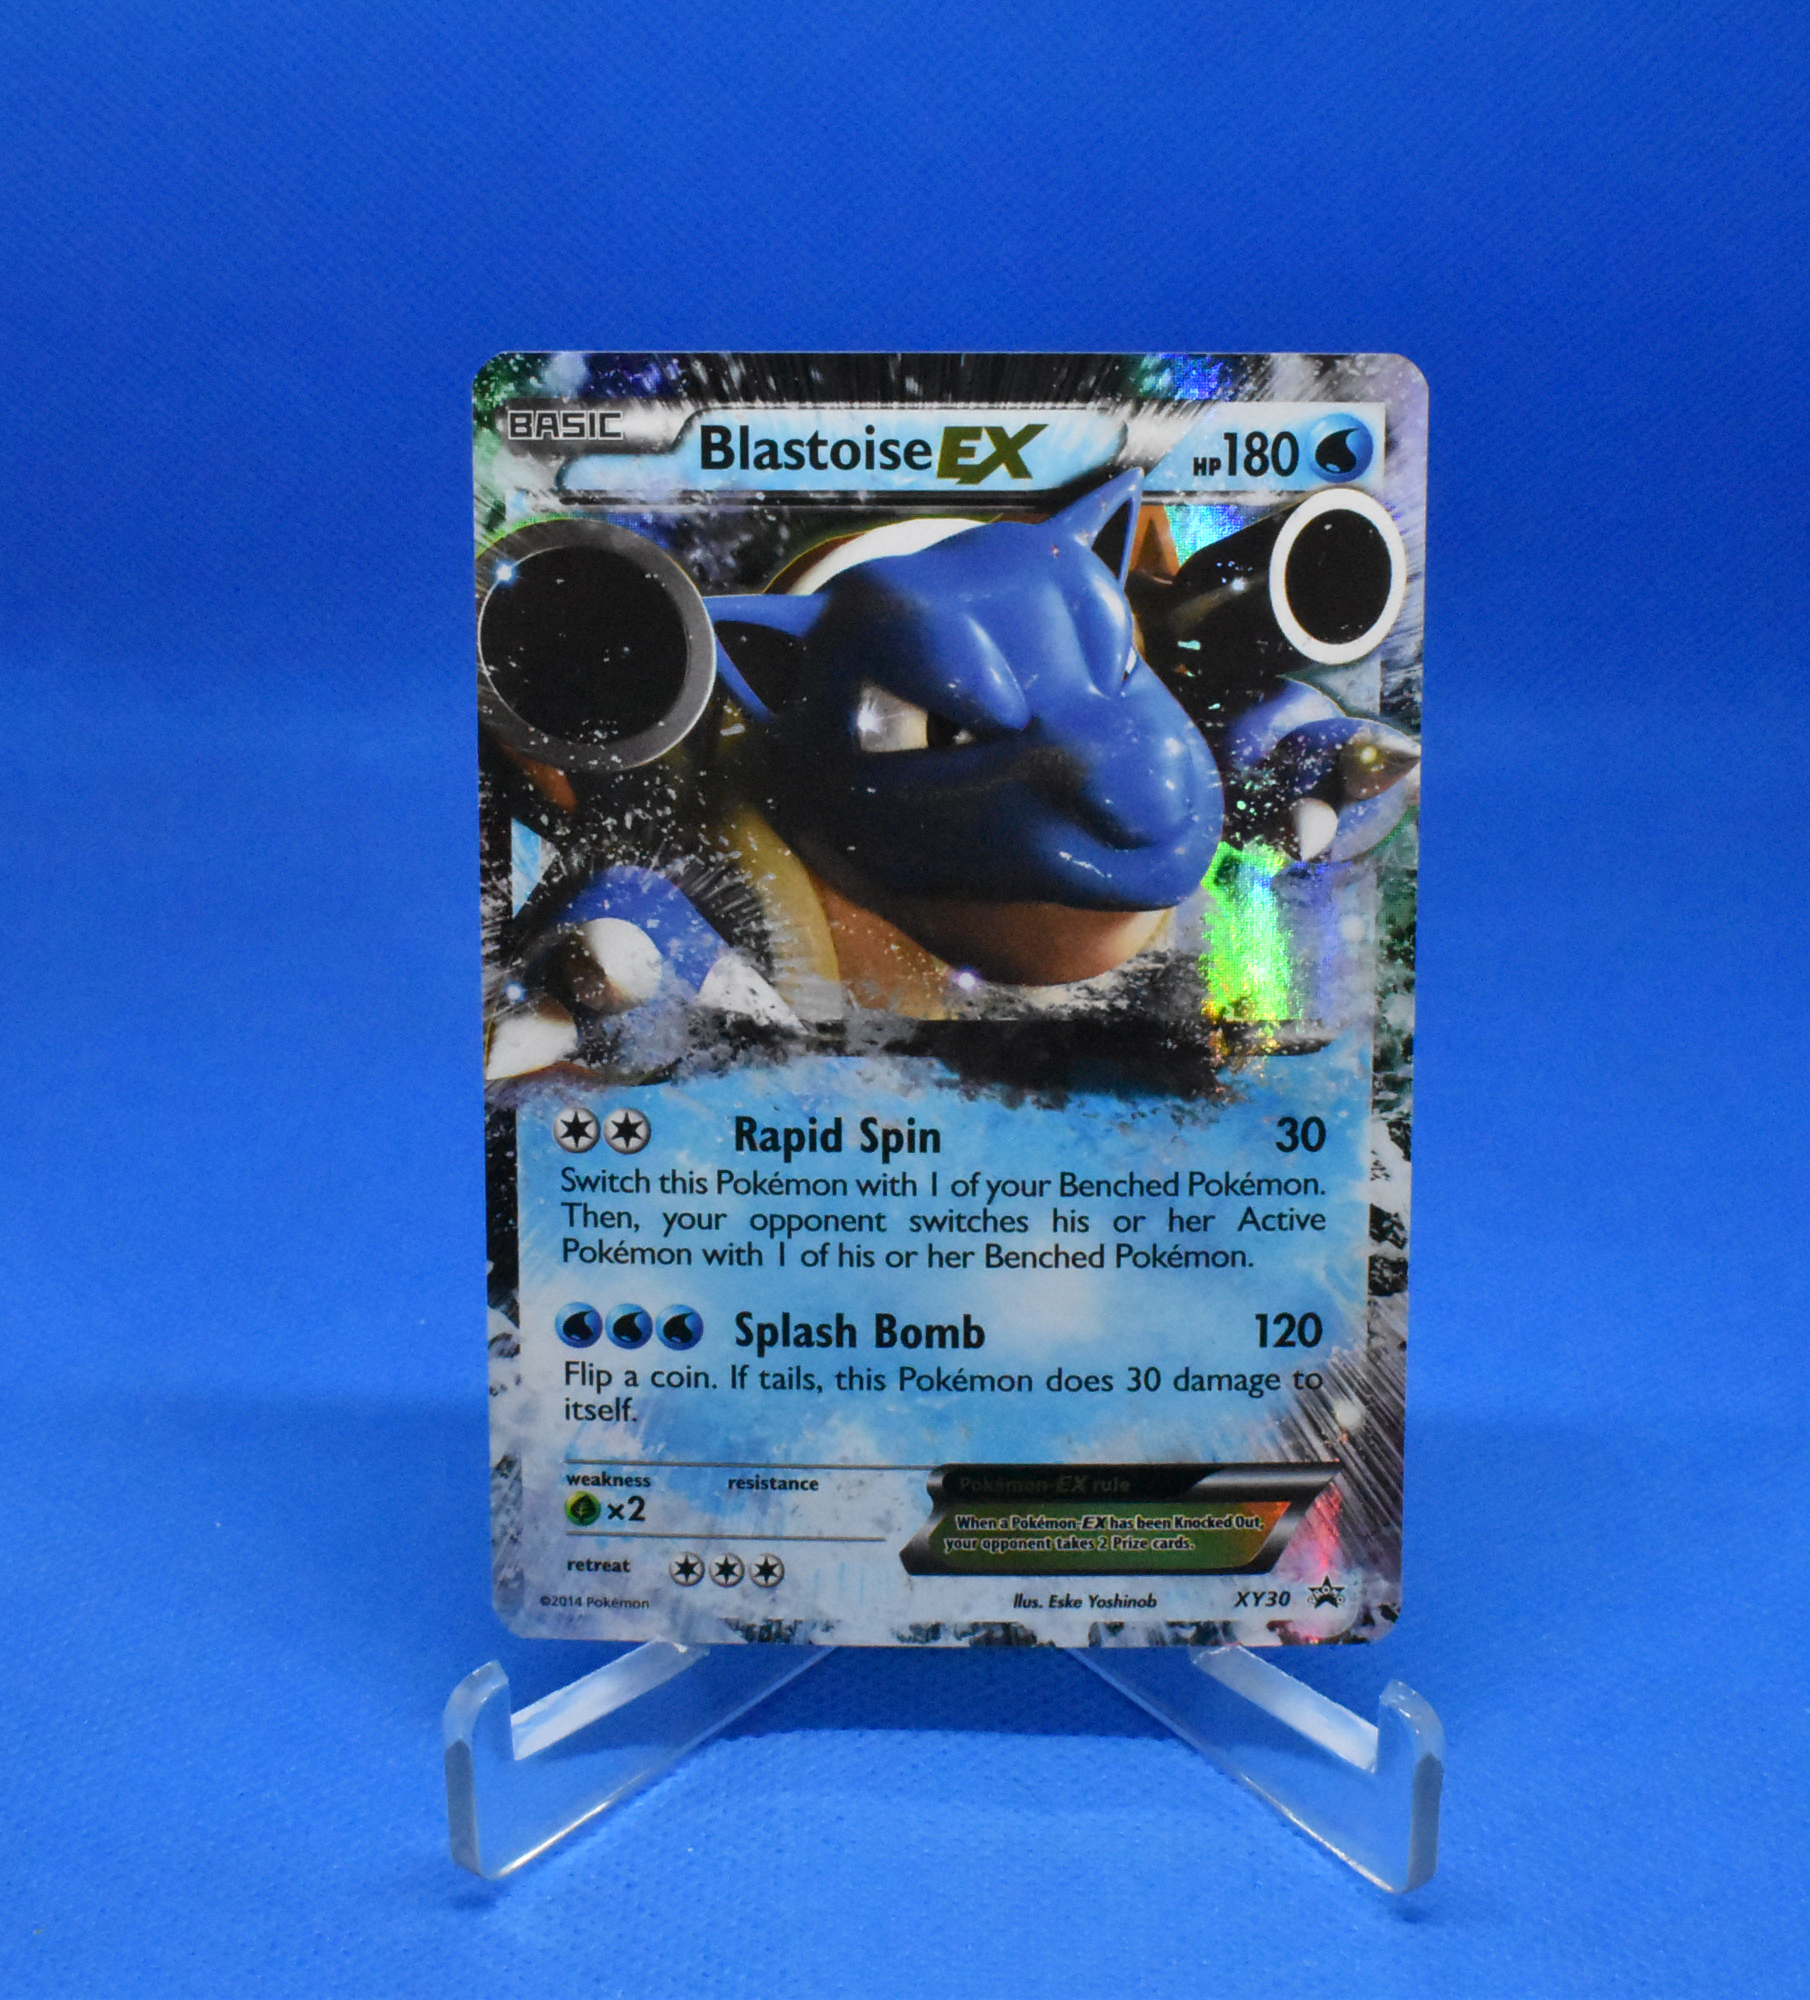 BASIC
Blastoise EX
HP180
Rapid Spin 30
Switch this Pokémon with 1 of your Benched Pokémon.
Then, your opponent switches his or her Active
Pokémon with 1 of his or her Benched Pokémon.
Splash Bomb 120
Flip a coin. If tails, this Pokémon does 30 damage to
itself.
weakness resistance
×2
Pokémon-EX rule
When a Pokémon-EX has been Knocked Out,
your opponent takes 2 Prize cards.
retreat
©2014 Pokémon
Illus. Eske Yoshinob
XY30
PROMO